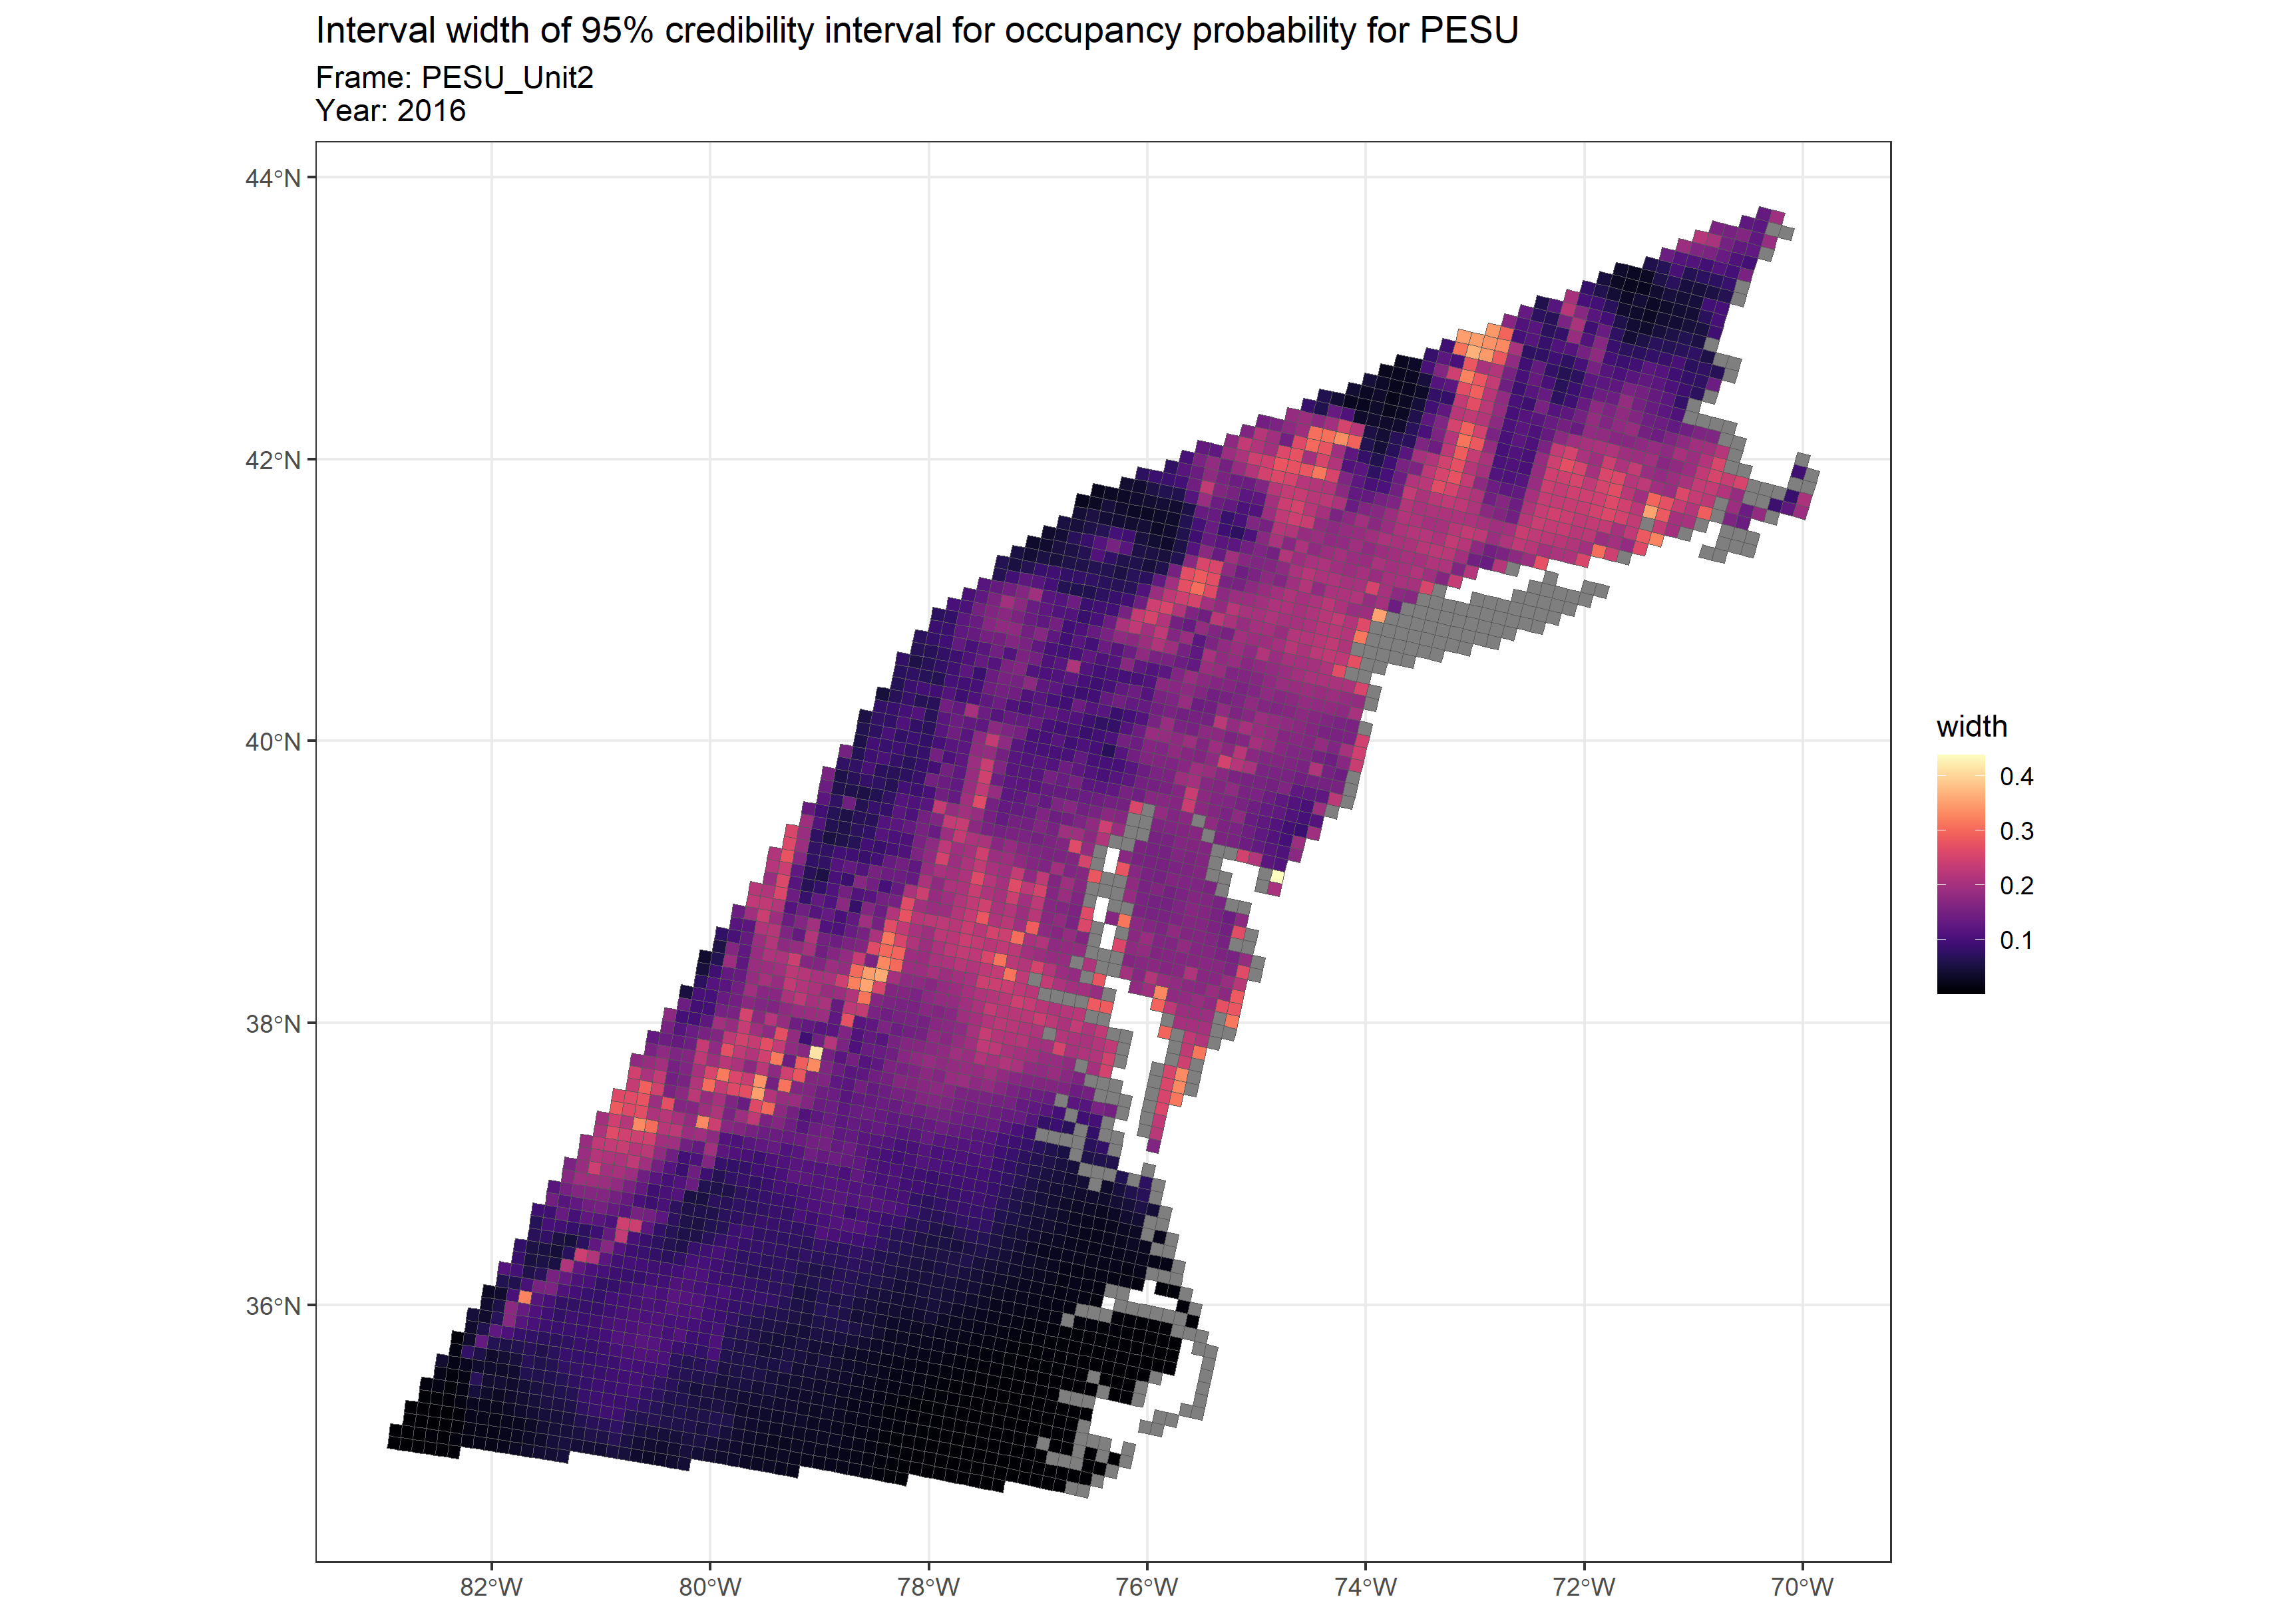 Interval width of 95% credibility interval for occupancy probability for PESU
Frame: PESU_Unit2
Year: 2016
44°N
42°N
40°N
38°N
36°N
82°W
80°W
78°W
76°W
74°W
72°W
70°W
width
0.4
0.3
0.2
0.1